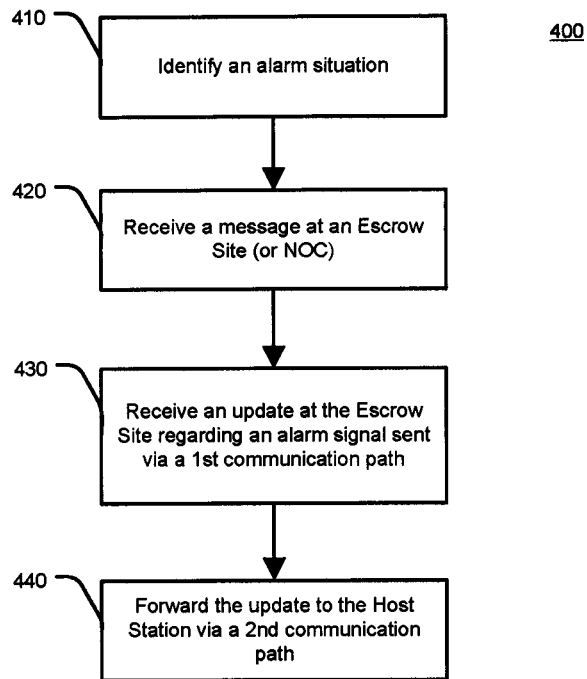 410
400
Identify an alarm situation
420
Receive a message at an Escrow
Site (or NOC)
430
Receive an update at the Escrow
Site regarding an alarm signal sent
via a 1st communication path
440
Forward the update to the Host
Station via a 2nd communication
path